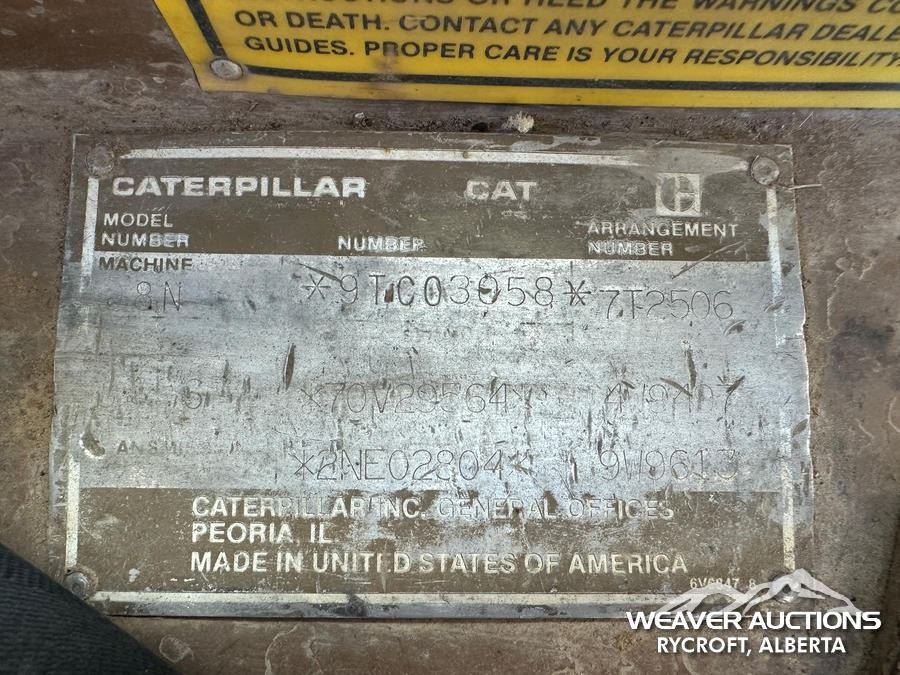 OR DEATH. CONTACT ANY CATERPILLAR DEALE
GUIDES. PROPER CARE IS YOUR RESPONSIBILITY.
CATERPILLAR CAT
MODEL
NUMBER NUMBER ARRANGEMENT
NUMBER
MACHINE
8N *9TC03058* 7T2506
*70V29564*
*2NE02804*
CATERPILLAR INC. GENERAL OFFICES
PEORIA, IL.
MADE IN UNITED STATES OF AMERICA
WEAVER AUCTIONS
RYCROFT, ALBERTA